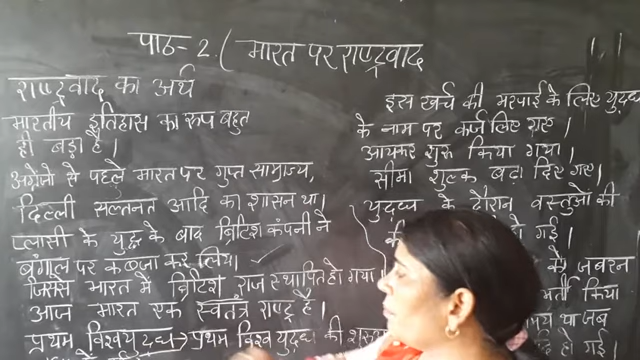 पाठ-2. ( भारत पर राष्ट्रवाद
राष्ट्रवाद का अर्थ
भारतीय इतिहास का रूप बहुत
ही बड़ा है।
अंग्रेजो से पहले भारत पर गुप्त साम्राज्य,
दिल्ली सल्तनत आदि का शासन था।
प्लासी के युद्ध के बाद ब्रिटिश कंपनी ने
बंगाल पर कब्जा कर लिया।
जिससे भारत में ब्रिटिश राज स्थापित हो गया
आज भारत एक स्वतंत्र राष्ट्र है।
प्रथम विश्वयुद्ध → प्रथम विश्व युद्ध की
इस खर्च की भरपाई के लिए युद्ध
के नाम पर कर्ज लिए गए।
आयकर शुरू किया गया।
सीमा शुल्क बढ़ा दिए गए।
युद्ध के दौरान वस्तुओ की
गई।
को जबरन
भर्ती किया
था जब
हो गई।